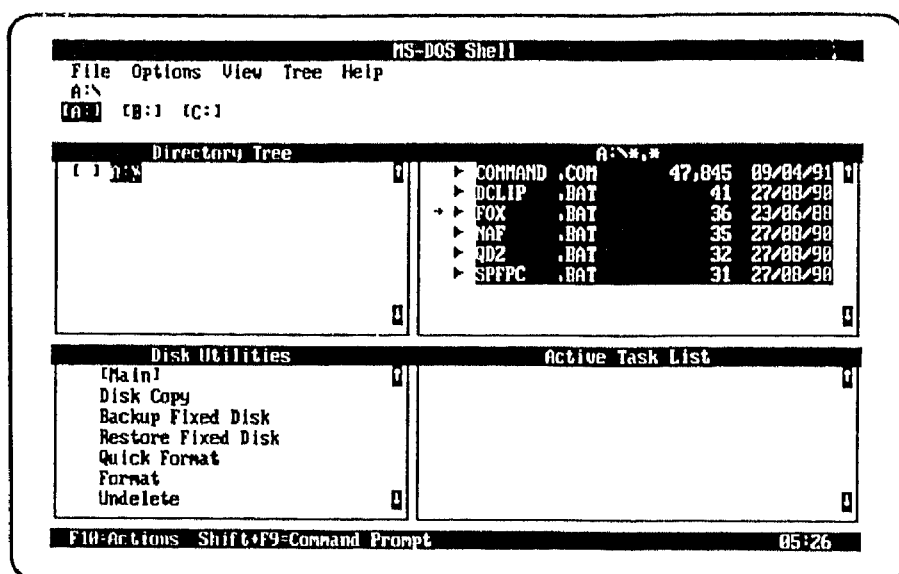 MS-DOS Shell
File Options View Tree Help
A:\
[A:] [B:] [C:]
Directory Tree
[ ] A:\
A:\*.*
COMMAND .COM 47,845 09/04/91
DCLIP .BAT 41 27/08/90
FOX .BAT 36 23/06/88
NAF .BAT 35 27/08/90
QD2 .BAT 32 27/08/90
SPFPC .BAT 31 27/08/90
Disk Utilities
[Main]
Disk Copy
Backup Fixed Disk
Restore Fixed Disk
Quick Format
Format
Undelete
Active Task List
F10=Actions Shift+F9=Command Prompt 05:26